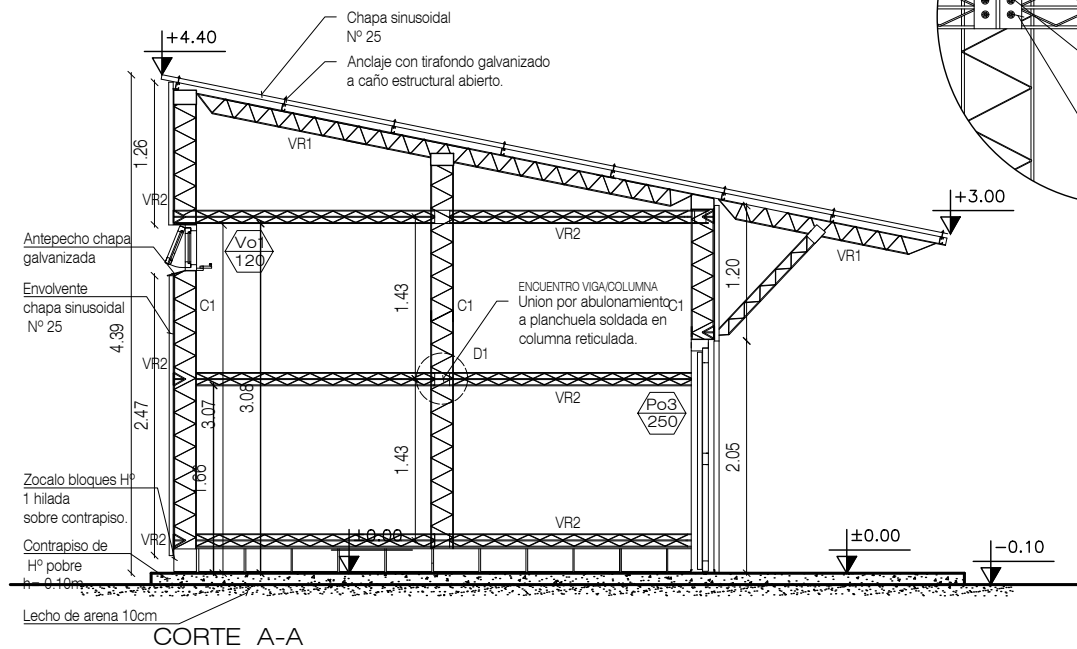 Chapa sinusoidal
Nº 25
Anclaje con tirafondo galvanizado
a caño estructural abierto.
+4.40
VR1
1.26
VR2
VR2
+3.00
VR1
Antepecho chapa
galvanizada
Vo1
120
1.20
Envolvente
chapa sinusoidal
Nº 25
C1
1.43
C1
ENCUENTRO VIGA/COLUMNA
Union por abulonamiento
a planchuela soldada en
columna reticulada.
C1
4.39
D1
VR2
VR2
2.47
3.07
3.08
Po3
250
1.66
1.43
2.05
Zocalo bloques Hº
1 hilada
sobre contrapiso.
VR2
VR2
Contrapiso de
Hº pobre
h= 0.10m
±0.00
±0.00
-0.10
Lecho de arena 10cm
CORTE A-A